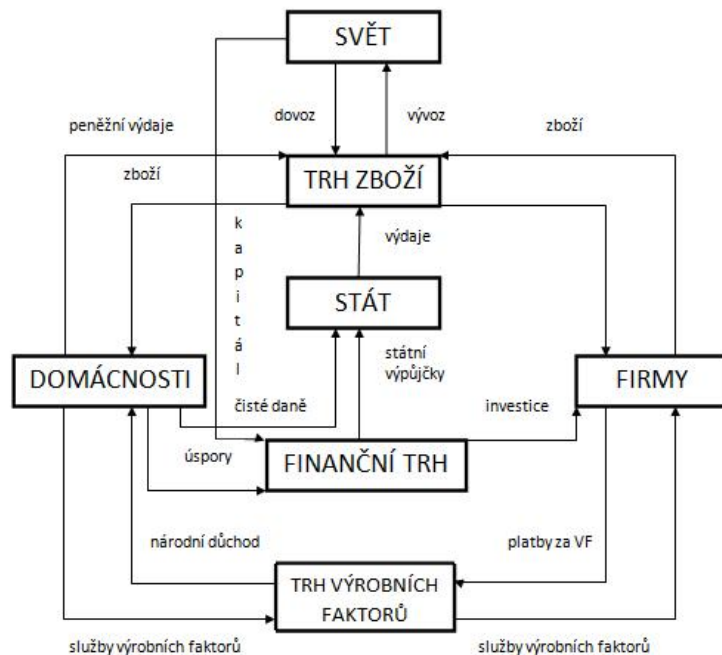 SVĚT
dovoz
vývoz
peněžní výdaje
zboží
zboží
TRH ZBOŽÍ
kapitál
výdaje
STÁT
státní
výpůjčky
DOMÁCNOSTI
FIRMY
čisté daně
investice
úspory
FINANČNÍ TRH
národní důchod
platby za VF
TRH VÝROBNÍCH
FAKTORŮ
služby výrobních faktorů
služby výrobních faktorů